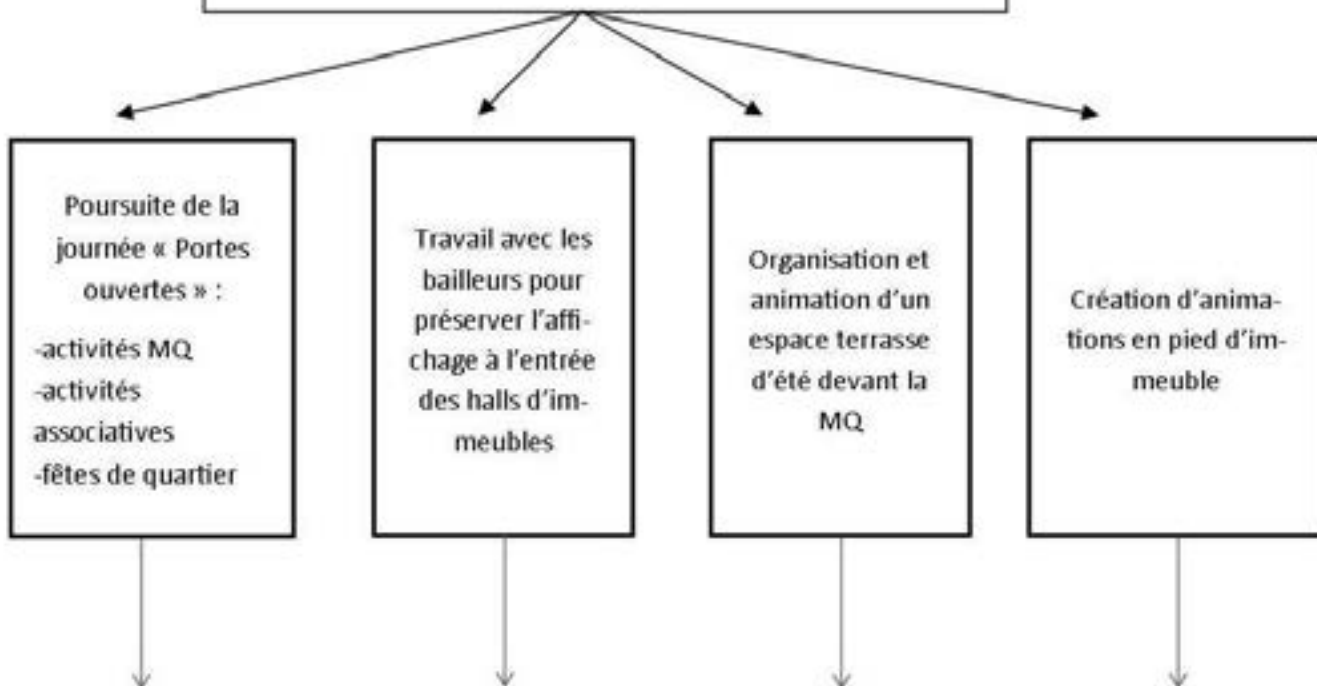 Poursuite de la
journée « Portes
ouvertes » :
-activités MQ
-activités
associatives
-fêtes de quartier
Travail avec les
bailleurs pour
préserver l'affi-
chage à l'entrée
des halls d'im-
meubles
Organisation et
animation d'un
espace terrasse
d'été devant la
MQ
Création d'anima-
tions en pied d'im-
meuble